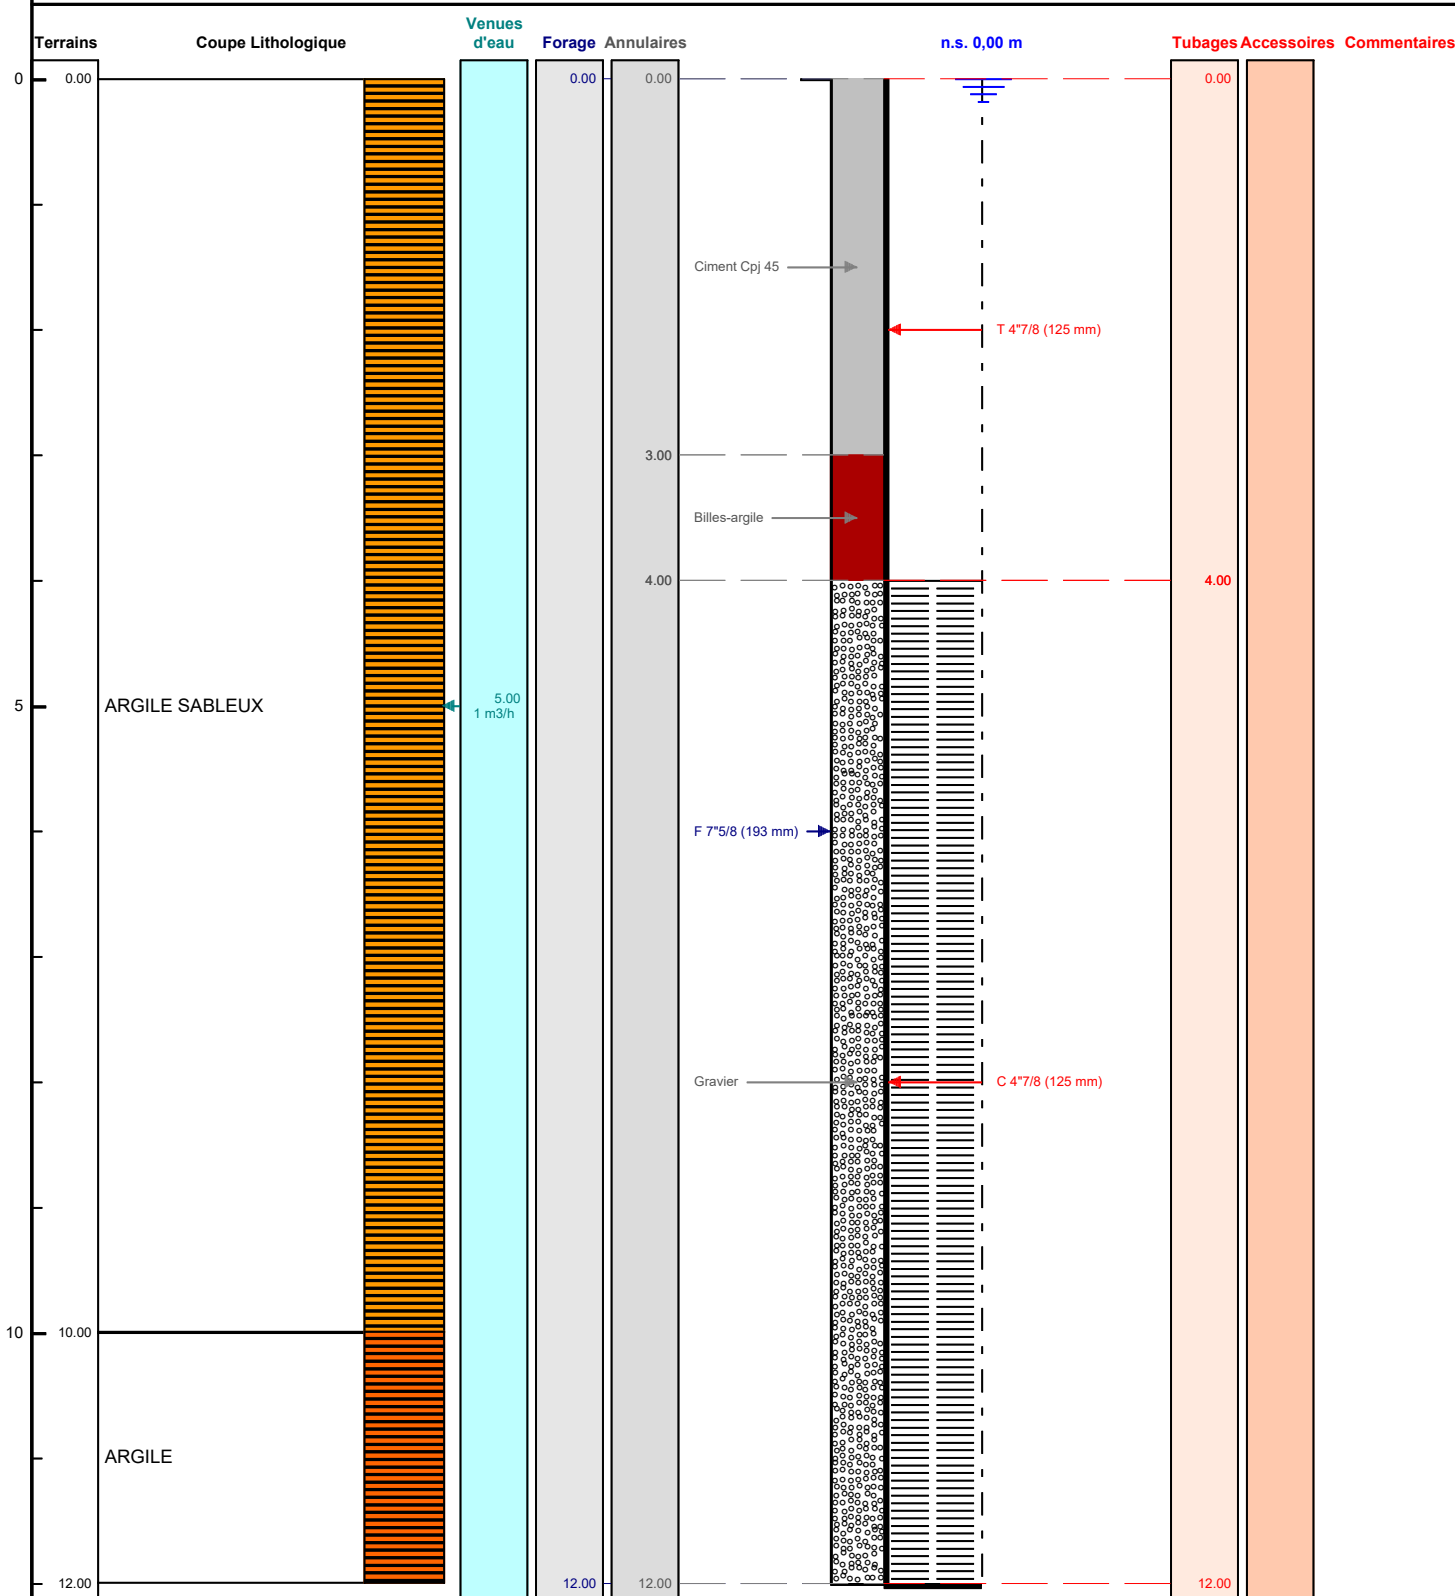 Terrains Coupe Lithologique Venues d'eau Forage Annulaires n.s. 0,00 m Tubages Accessoires Commentaires
0 0.00 0.00 0.00 0.00
Ciment Cpj 45
T 4"7/8 (125 mm)
3.00
Billes-argile
4.00 4.00
5 ARGILE SABLEUX 5.00
1 m3/h
F 7"5/8 (193 mm)
Gravier C 4"7/8 (125 mm)
10 10.00
ARGILE
12.00 12.00 12.00 12.00